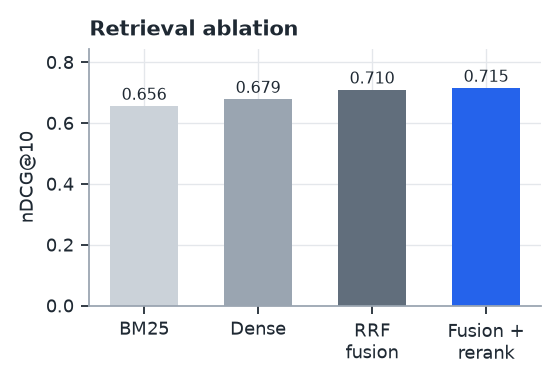 Retrieval ablation
nDCG@10
0.8
0.6
0.4
0.2
0.0
0.656
0.679
0.710
0.715
BM25
Dense
RRF
fusion
Fusion +
rerank